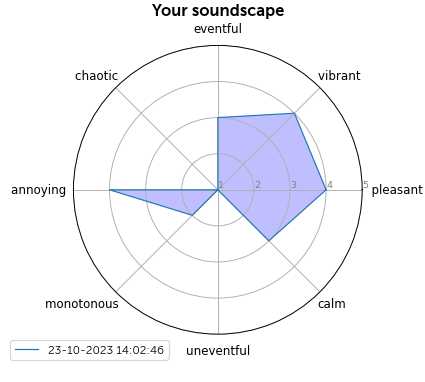 Your soundscape
eventful
chaotic
vibrant
annoying
1
2
3
4
5
pleasant
monotonous
calm
23-10-2023 14:02:46
uneventful